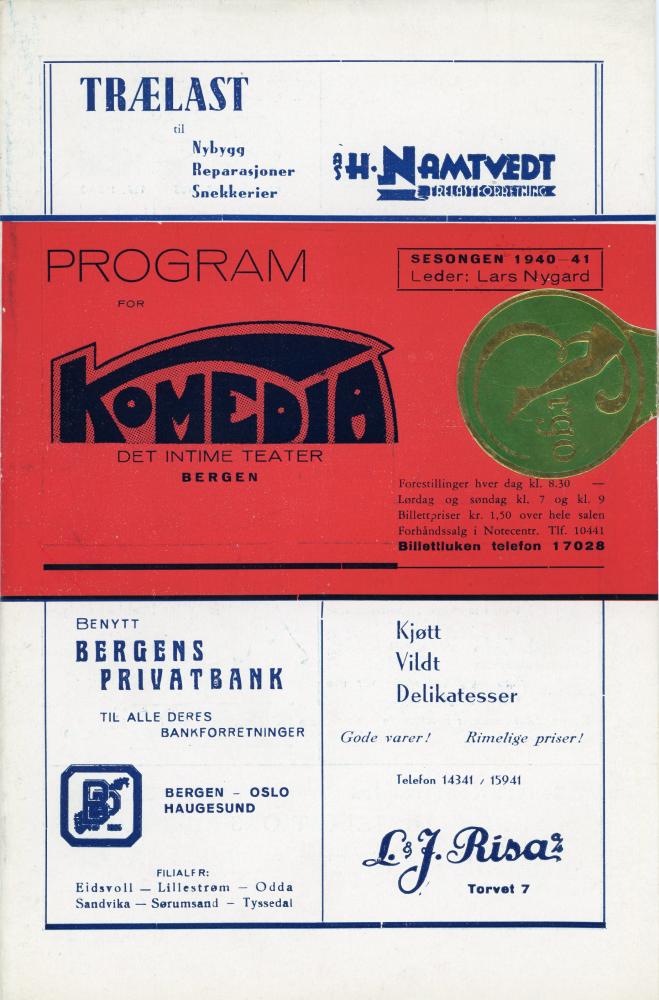 TRÆLAST
til
Nybygg
Reparasjoner
Snekkerier
A/S H. NAMTVEDT
TRELASTFORRETNING
PROGRAM
FOR
KOMEDIA
DET INTIME TEATER
BERGEN
SESONGEN 1940—41
Leder: Lars Nygard
Forestillinger hver dag kl. 8.30 —
Lørdag og søndag kl. 7 og kl. 9
Billettpriser kr. 1,50 over hele salen
Forhåndssalg i Notecentr. Tlf. 10441
Billettluken telefon 17028
BENYTT
BERGENS
PRIVATBANK
TIL ALLE DERES
BANKFORRETNINGER
BERGEN – OSLO
HAUGESUND
FILIALER:
Eidsvoll — Lillestrøm — Odda
Sandvika — Sørumsand — Tyssedal
Kjøtt
Vildt
Delikatesser
Gode varer! Rimelige priser!
Telefon 14341 / 15941
L. & J. Risa A/S
Torvet 7